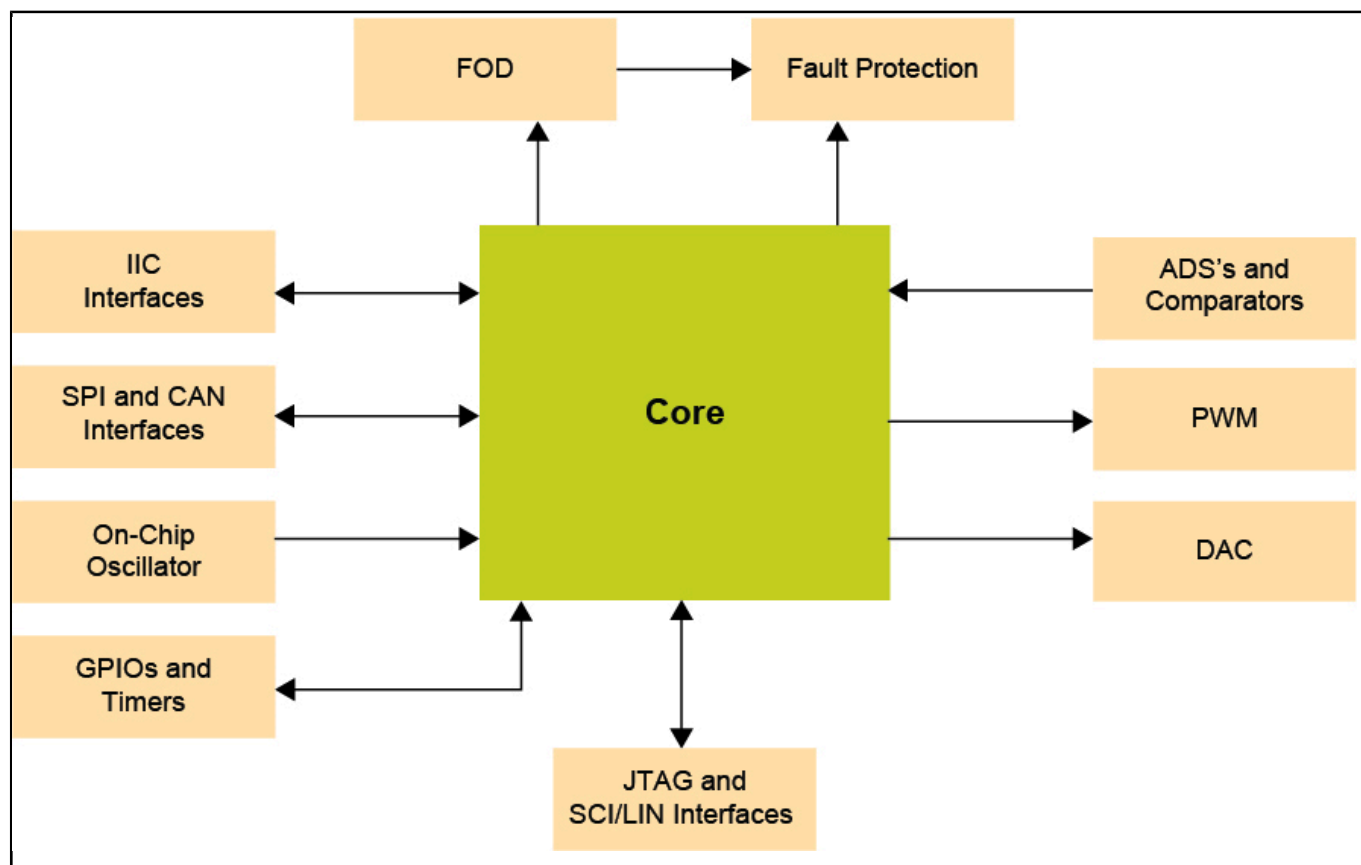 FOD
Fault Protection
IIC
Interfaces
ADS's and
Comparators
SPI and CAN
Interfaces
Core
PWM
On-Chip
Oscillator
DAC
GPIOs and
Timers
JTAG and
SCI/LIN Interfaces